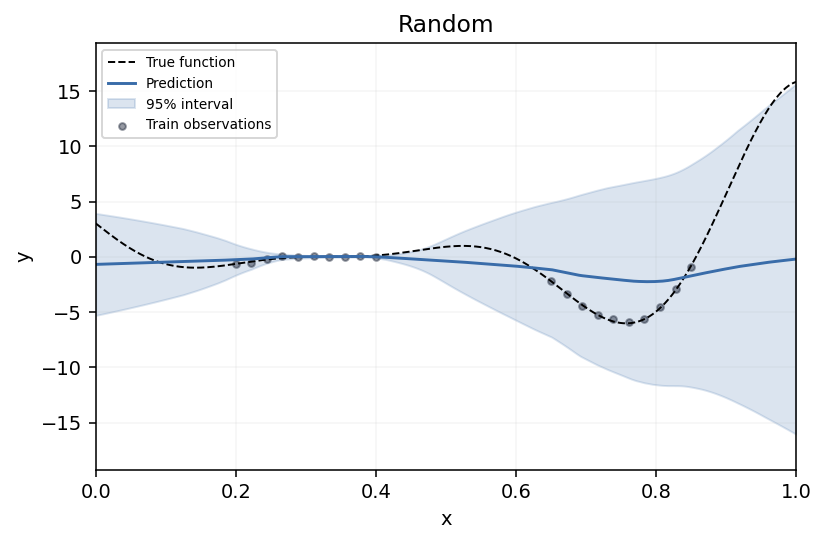 Random
True function
Prediction
95% interval
Train observations
15
10
5
0
−5
−10
−15
y
0.0 0.2 0.4 0.6 0.8 1.0
x